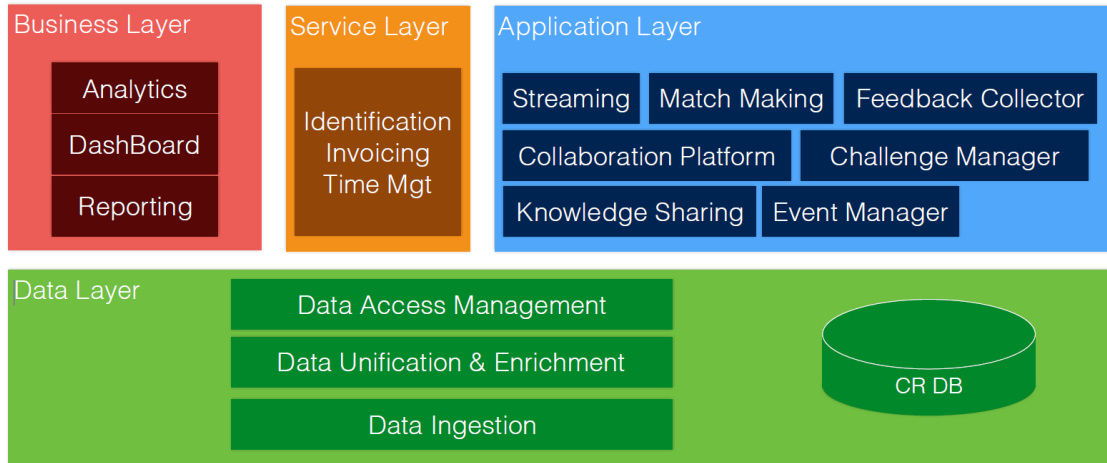 Business Layer
Analytics
DashBoard
Reporting
Service Layer
Identification
Invoicing
Time Mgt
Application Layer
Streaming
Match Making
Feedback Collector
Collaboration Platform
Challenge Manager
Knowledge Sharing
Event Manager
Data Layer
Data Access Management
Data Unification & Enrichment
Data Ingestion
CR DB